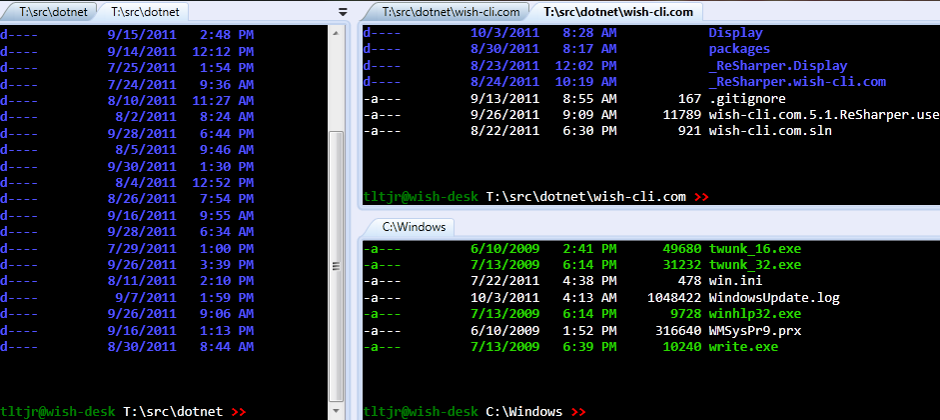 T:\src\dotnet T:\src\dotnet
d---- 9/15/2011 2:48 PM
d---- 9/14/2011 12:12 PM
d---- 7/25/2011 1:54 PM
d---- 7/24/2011 9:36 AM
d---- 8/10/2011 11:27 AM
d---- 8/2/2011 8:24 AM
d---- 9/28/2011 6:44 PM
d---- 8/5/2011 9:46 AM
d---- 9/30/2011 1:30 PM
d---- 8/4/2011 12:52 PM
d---- 8/26/2011 7:54 PM
d---- 9/16/2011 9:55 AM
d---- 9/28/2011 6:34 AM
d---- 7/29/2011 1:00 PM
d---- 9/26/2011 3:39 PM
d---- 8/11/2011 2:10 PM
d---- 9/7/2011 1:59 PM
d---- 9/26/2011 9:06 AM
d---- 9/16/2011 1:13 PM
d---- 8/30/2011 8:44 AM
tltjr@wish-desk T:\src\dotnet >>
T:\src\dotnet\wish-cli.com T:\src\dotnet\wish-cli.com
d---- 10/3/2011 8:28 AM Display
d---- 8/30/2011 8:17 AM packages
d---- 8/23/2011 12:02 PM _ReSharper.Display
d---- 8/24/2011 10:19 AM _ReSharper.wish-cli.com
-a--- 9/13/2011 8:55 AM 167 .gitignore
-a--- 9/26/2011 9:09 AM 11789 wish-cli.com.5.1.ReSharper.use
-a--- 8/22/2011 6:30 PM 921 wish-cli.com.sln
tltjr@wish-desk T:\src\dotnet\wish-cli.com >>
C:\Windows
-a--- 6/10/2009 2:41 PM 49680 twunk_16.exe
-a--- 7/13/2009 6:14 PM 31232 twunk_32.exe
-a--- 7/22/2011 4:38 PM 478 win.ini
-a--- 10/3/2011 4:13 AM 1048422 WindowsUpdate.log
-a--- 7/13/2009 6:14 PM 9728 winhlp32.exe
-a--- 6/10/2009 1:52 PM 316640 WMSysPr9.prx
-a--- 7/13/2009 6:39 PM 10240 write.exe
tltjr@wish-desk C:\Windows >>